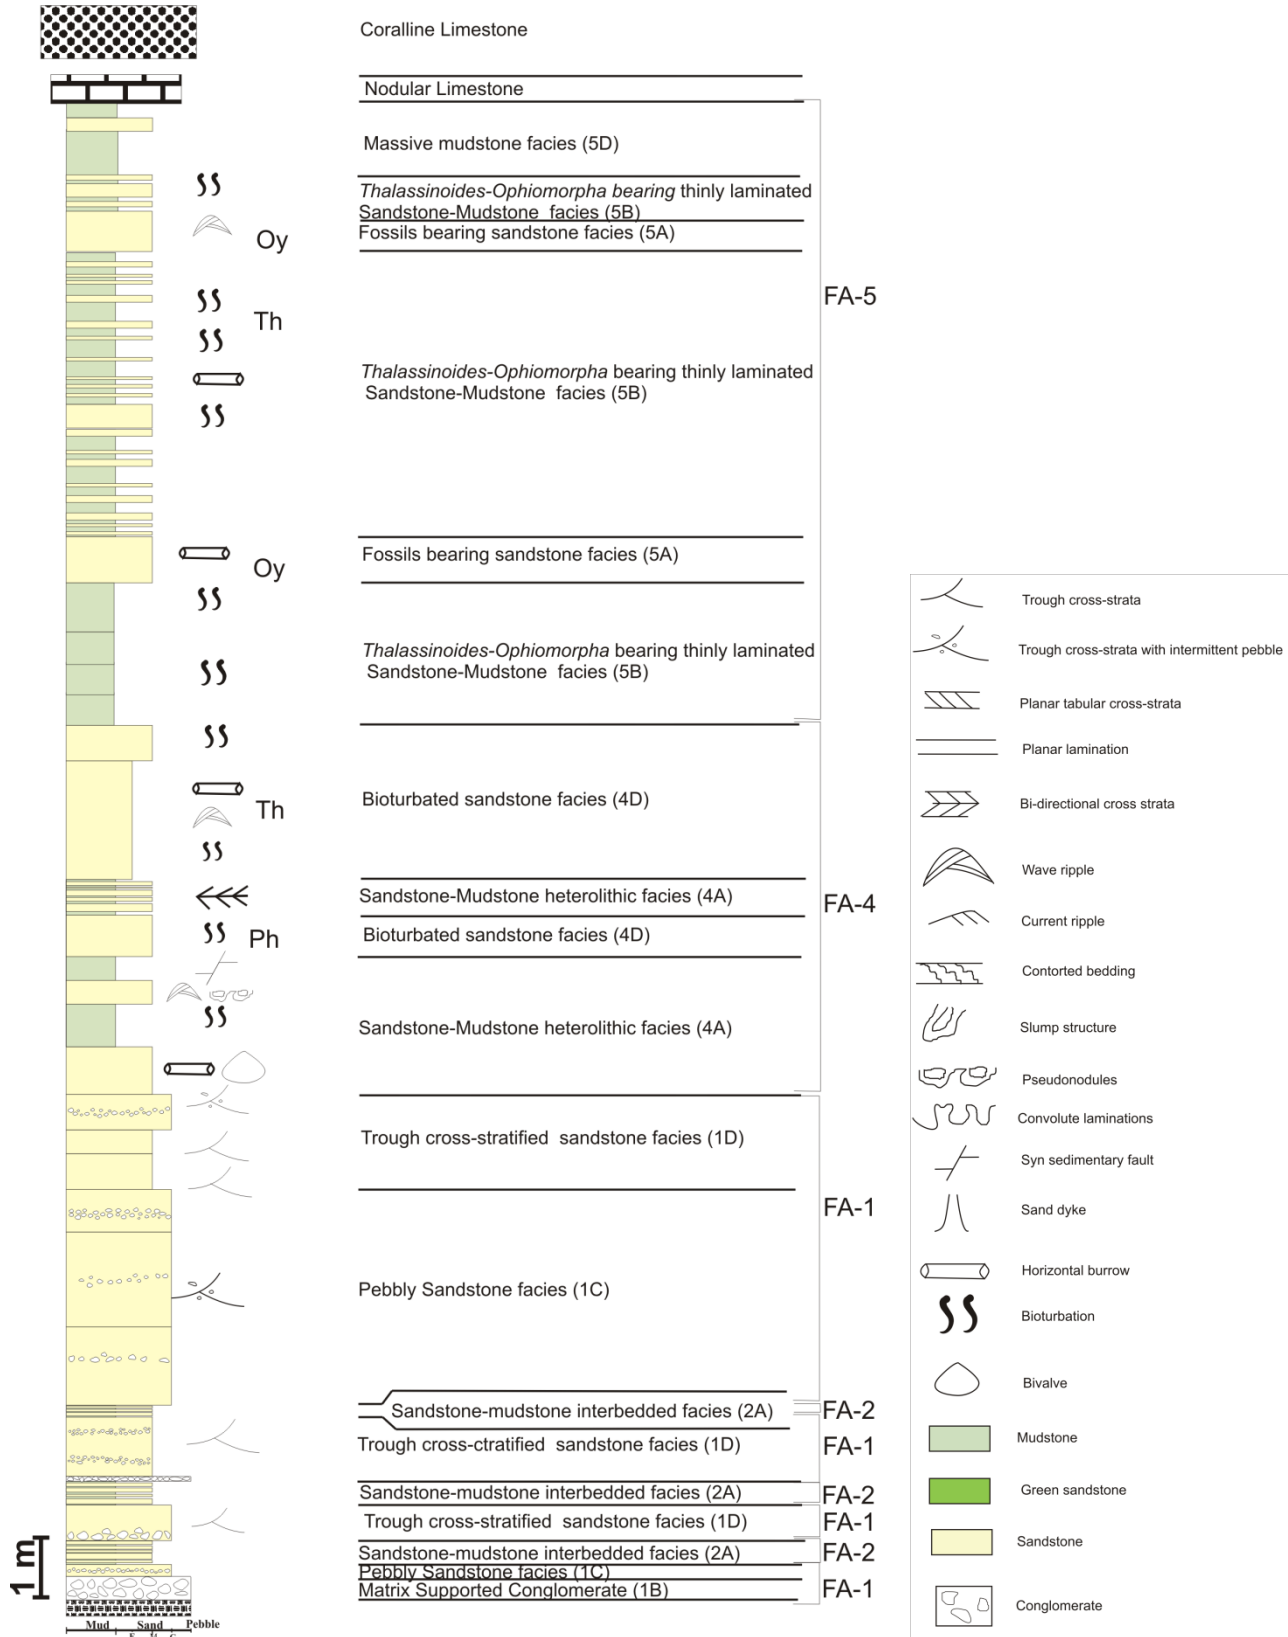 Coralline Limestone
Nodular Limestone
Massive mudstone facies (5D)
Thalassinoides-Ophiomorpha bearing thinly laminated
Sandstone-Mudstone facies (5B)
Oy
Fossils bearing sandstone facies (5A)
FA-5
Th
Thalassinoides-Ophiomorpha bearing thinly laminated
Sandstone-Mudstone facies (5B)
Fossils bearing sandstone facies (5A)
Oy
Thalassinoides-Ophiomorpha bearing thinly laminated
Sandstone-Mudstone facies (5B)
Th
Bioturbated sandstone facies (4D)
Sandstone-Mudstone heterolithic facies (4A)
FA-4
Ph
Bioturbated sandstone facies (4D)
Sandstone-Mudstone heterolithic facies (4A)
Trough cross-stratified sandstone facies (1D)
FA-1
Pebbly Sandstone facies (1C)
Sandstone-mudstone interbedded facies (2A)
FA-2
Trough cross-ctratified sandstone facies (1D)
FA-1
Sandstone-mudstone interbedded facies (2A)
FA-2
Trough cross-stratified sandstone facies (1D)
FA-1
Sandstone-mudstone interbedded facies (2A)
FA-2
Pebbly Sandstone facies (1C)
Matrix Supported Conglomerate (1B)
FA-1
1 m
Mud Sand Pebble
Trough cross-strata
Trough cross-strata with intermittent pebble
Planar tabular cross-strata
Planar lamination
Bi-directional cross strata
Wave ripple
Current ripple
Contorted bedding
Slump structure
Pseudonodules
Convolute laminations
Syn sedimentary fault
Sand dyke
Horizontal burrow
Bioturbation
Bivalve
Mudstone
Green sandstone
Sandstone
Conglomerate